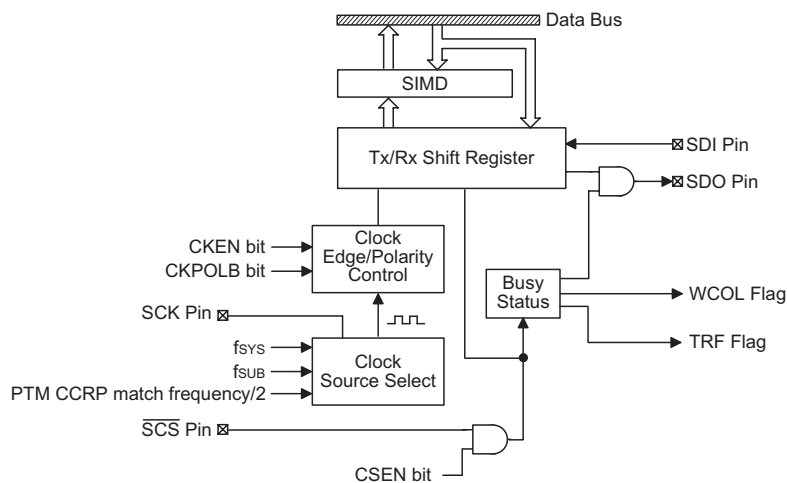 Data Bus
SIMD
Tx/Rx Shift Register
SDI Pin
SDO Pin
CKEN bit
CKPOLB bit
Clock
Edge/Polarity
Control
Busy
Status
WCOL Flag
TRF Flag
SCK Pin
fSYS
fSUB
PTM CCRP match frequency/2
Clock
Source Select
SCS Pin
CSEN bit